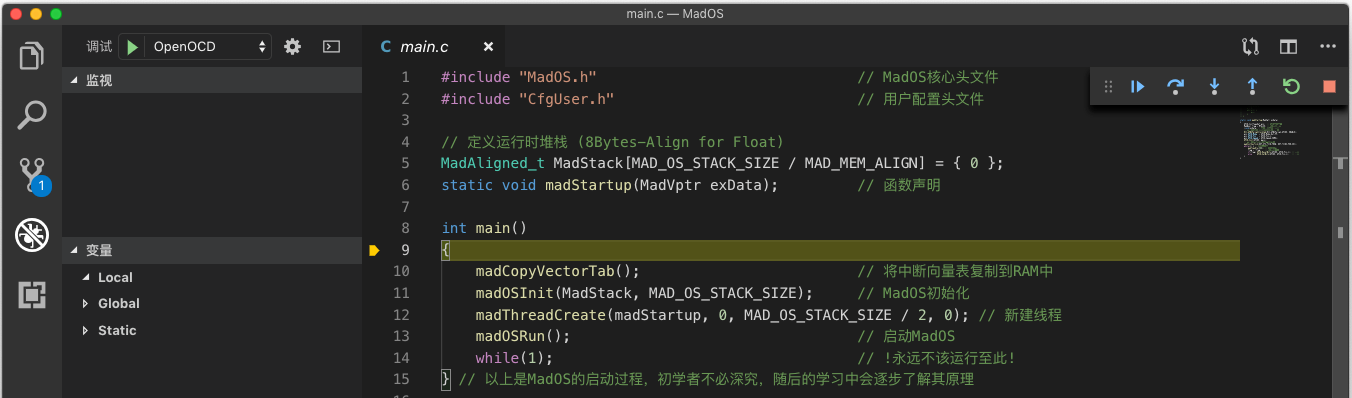 main.c — MadOS
调试 OpenOCD
C main.c ×
监视
变量
Local
Global
Static
1
1 #include "MadOS.h" // MadOS核心头文件
2 #include "CfgUser.h" // 用户配置头文件
3
4 // 定义运行时堆栈 (8Bytes-Align for Float)
5 MadAligned_t MadStack[MAD_OS_STACK_SIZE / MAD_MEM_ALIGN] = { 0 };
6 static void madStartup(MadVptr exData); // 函数声明
7
8 int main()
9 {
10 madCopyVectorTab(); // 将中断向量表复制到RAM中
11 madOSInit(MadStack, MAD_OS_STACK_SIZE); // MadOS初始化
12 madThreadCreate(madStartup, 0, MAD_OS_STACK_SIZE / 2, 0); // 新建线程
13 madOSRun(); // 启动MadOS
14 while(1); // !永远不该运行至此!
15 } // 以上是MadOS的启动过程，初学者不必深究，随后的学习中会逐步了解其原理